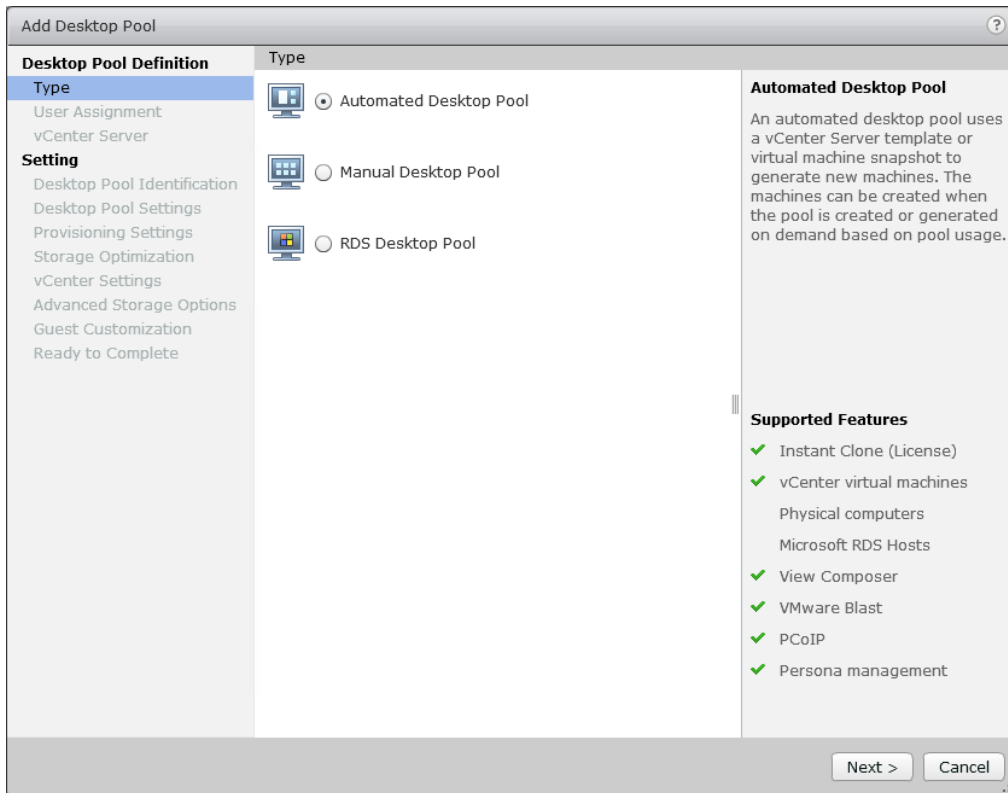 Add Desktop Pool
?
Desktop Pool Definition
Type
User Assignment
vCenter Server
Setting
Desktop Pool Identification
Desktop Pool Settings
Provisioning Settings
Storage Optimization
vCenter Settings
Advanced Storage Options
Guest Customization
Ready to Complete
Type
Automated Desktop Pool
Manual Desktop Pool
RDS Desktop Pool
Automated Desktop Pool
An automated desktop pool uses
a vCenter Server template or
virtual machine snapshot to
generate new machines. The
machines can be created when
the pool is created or generated
on demand based on pool usage.
Supported Features
Instant Clone (License)
vCenter virtual machines
Physical computers
Microsoft RDS Hosts
View Composer
VMware Blast
PCoIP
Persona management
Next >
Cancel